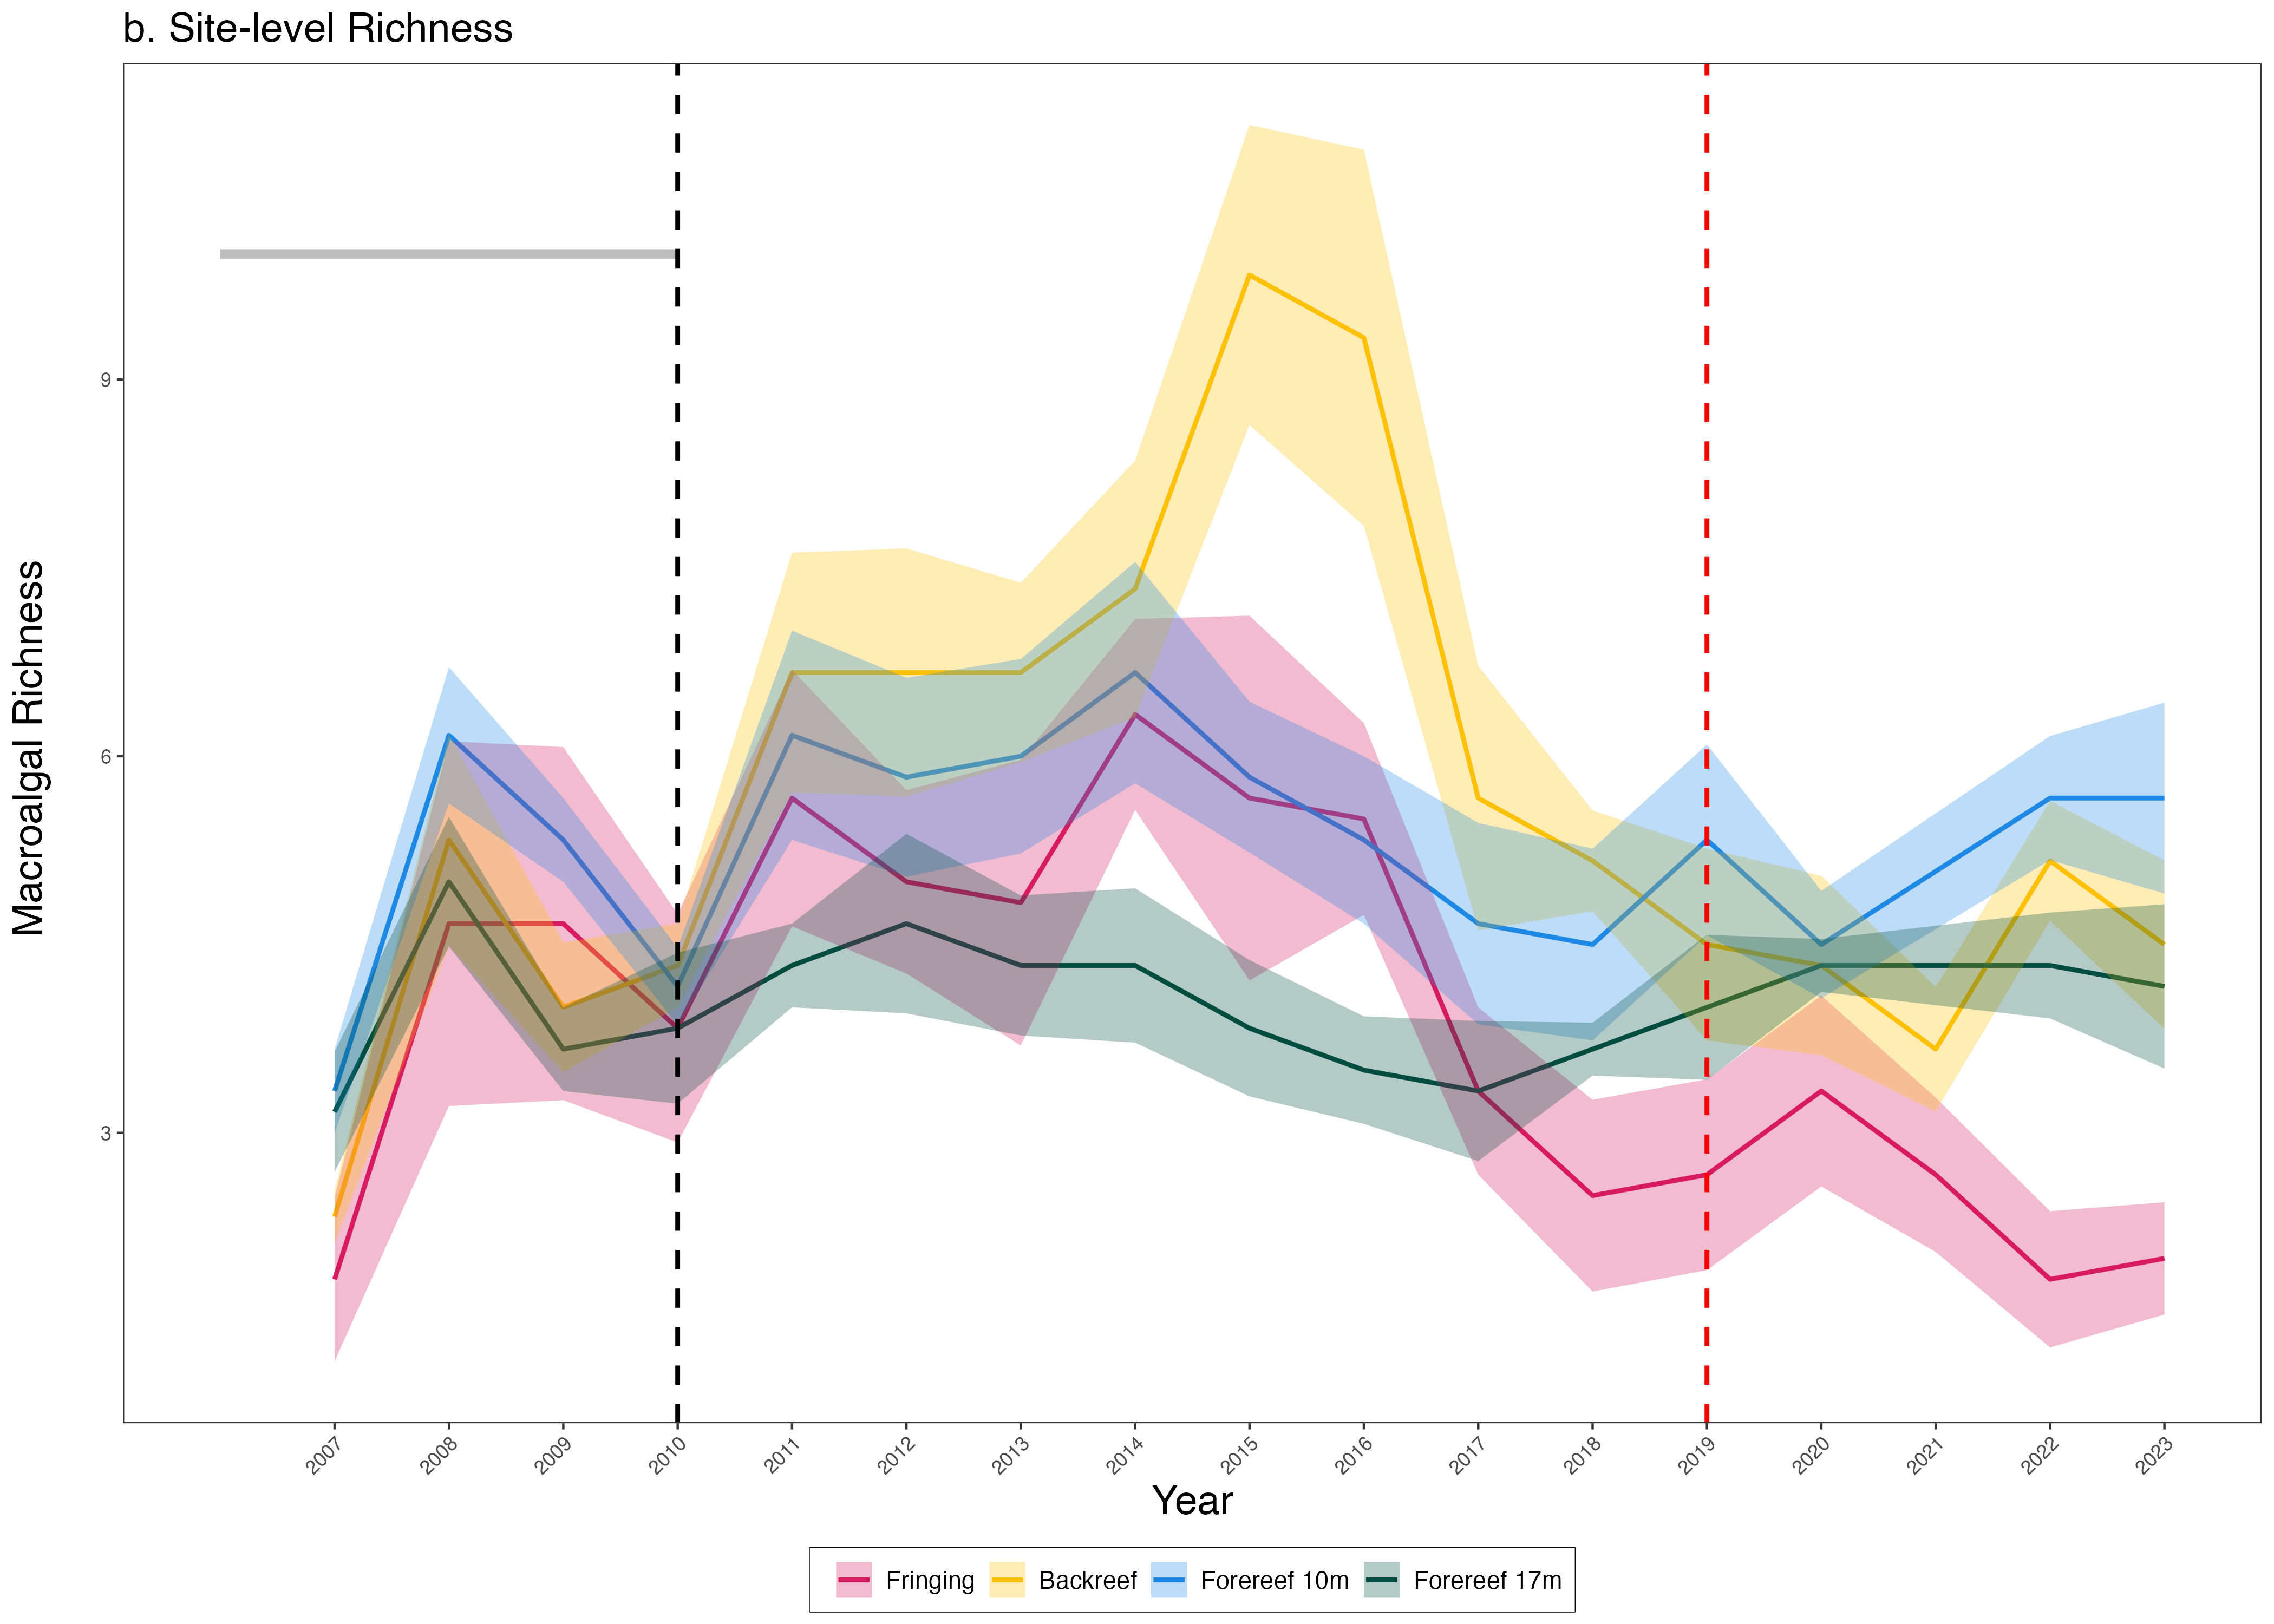 b. Site-level Richness
Macroalgal Richness
9
6
3
2007
2008
2009
2010
2011
2012
2013
2014
2015
2016
2017
2018
2019
2020
2021
2022
2023
Year
Fringing
Backreef
Forereef 10m
Forereef 17m